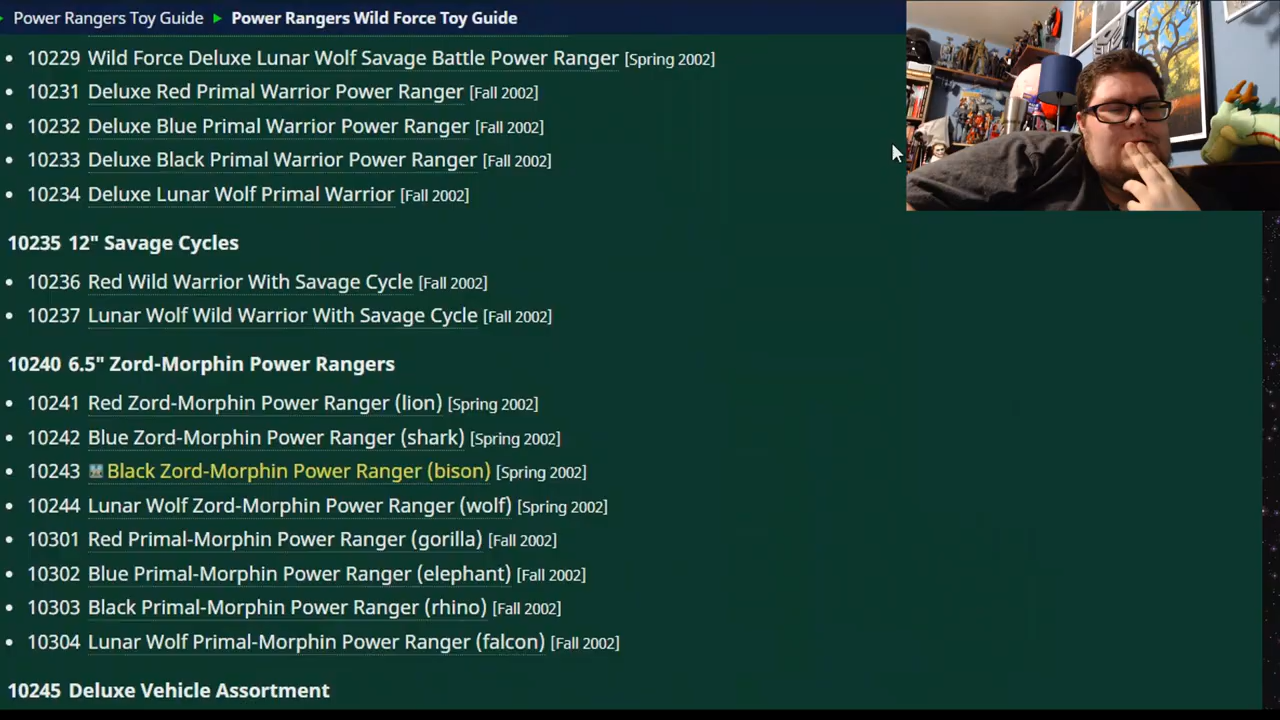 Power Rangers Toy Guide ▸ Power Rangers Wild Force Toy Guide
• 10229 Wild Force Deluxe Lunar Wolf Savage Battle Power Ranger [Spring 2002]
• 10231 Deluxe Red Primal Warrior Power Ranger [Fall 2002]
• 10232 Deluxe Blue Primal Warrior Power Ranger [Fall 2002]
• 10233 Deluxe Black Primal Warrior Power Ranger [Fall 2002]
• 10234 Deluxe Lunar Wolf Primal Warrior [Fall 2002]
10235 12" Savage Cycles
• 10236 Red Wild Warrior With Savage Cycle [Fall 2002]
• 10237 Lunar Wolf Wild Warrior With Savage Cycle [Fall 2002]
10240 6.5" Zord-Morphin Power Rangers
• 10241 Red Zord-Morphin Power Ranger (lion) [Spring 2002]
• 10242 Blue Zord-Morphin Power Ranger (shark) [Spring 2002]
• 10243 Black Zord-Morphin Power Ranger (bison) [Spring 2002]
• 10244 Lunar Wolf Zord-Morphin Power Ranger (wolf) [Spring 2002]
• 10301 Red Primal-Morphin Power Ranger (gorilla) [Fall 2002]
• 10302 Blue Primal-Morphin Power Ranger (elephant) [Fall 2002]
• 10303 Black Primal-Morphin Power Ranger (rhino) [Fall 2002]
• 10304 Lunar Wolf Primal-Morphin Power Ranger (falcon) [Fall 2002]
10245 Deluxe Vehicle Assortment